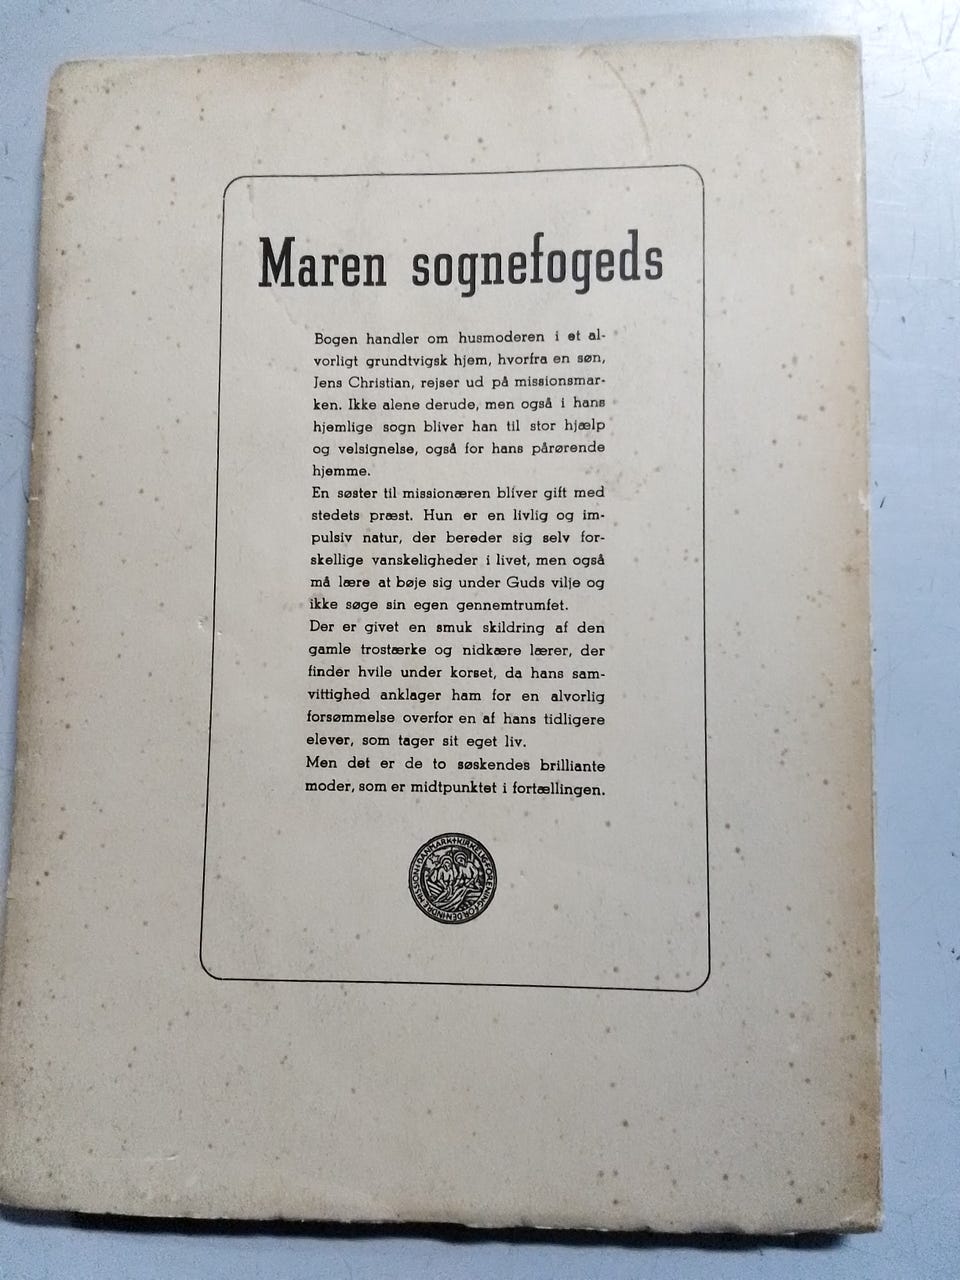 Maren sognefogeds
Bogen handler om husmoderen i et al-
vorligt grundtvigsk hjem, hvorfra en søn,
Jens Christian, rejser ud på missionsmar-
ken. Ikke alene derude, men også i hans
hjemlige sogn bliver han til stor hjælp
og velsignelse, også for hans pårørende
hjemme.
En søster til missionæren bliver gift med
stedets præst. Hun er en livlig og im-
pulsiv natur, der bereder sig selv for-
skellige vanskeligheder i livet, men også
må lære at bøje sig under Guds vilje og
ikke søge sin egen gennemtrumfet.
Der er givet en smuk skildring af den
gamle trostærke og nidkære lærer, der
finder hvile under korset, da hans sam-
vittighed anklager ham for en alvorlig
forsømmelse overfor en af hans tidligere
elever, som tager sit eget liv.
Men det er de to søskendes brilliante
moder, som er midtpunktet i fortællingen.
KIRKELIG FORENING FOR DEN INDRE MISSION I DANMARK